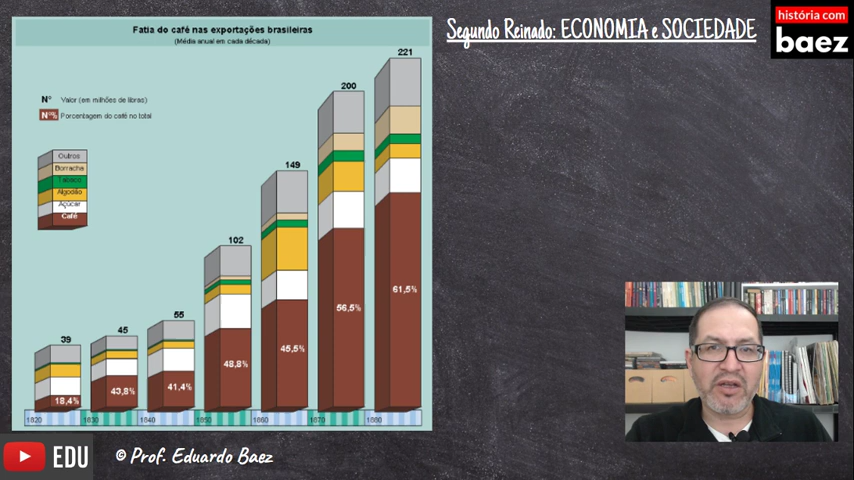 Fatia do café nas exportações brasileiras
(Média anual em cada década)
Segundo Reinado: ECONOMIA e SOCIEDADE
história com
baez
Nº Valor (em milhões de libras)
Nº% Porcentagem do café no total
Outros
Borracha
Tabaco
Algodão
Açúcar
Café
39
45
55
102
149
200
221
18,4%
43,8%
41,4%
48,8%
45,5%
56,5%
61,5%
1820
1830
1840
1850
1860
1870
1880
EDU
© Prof. Eduardo Baez